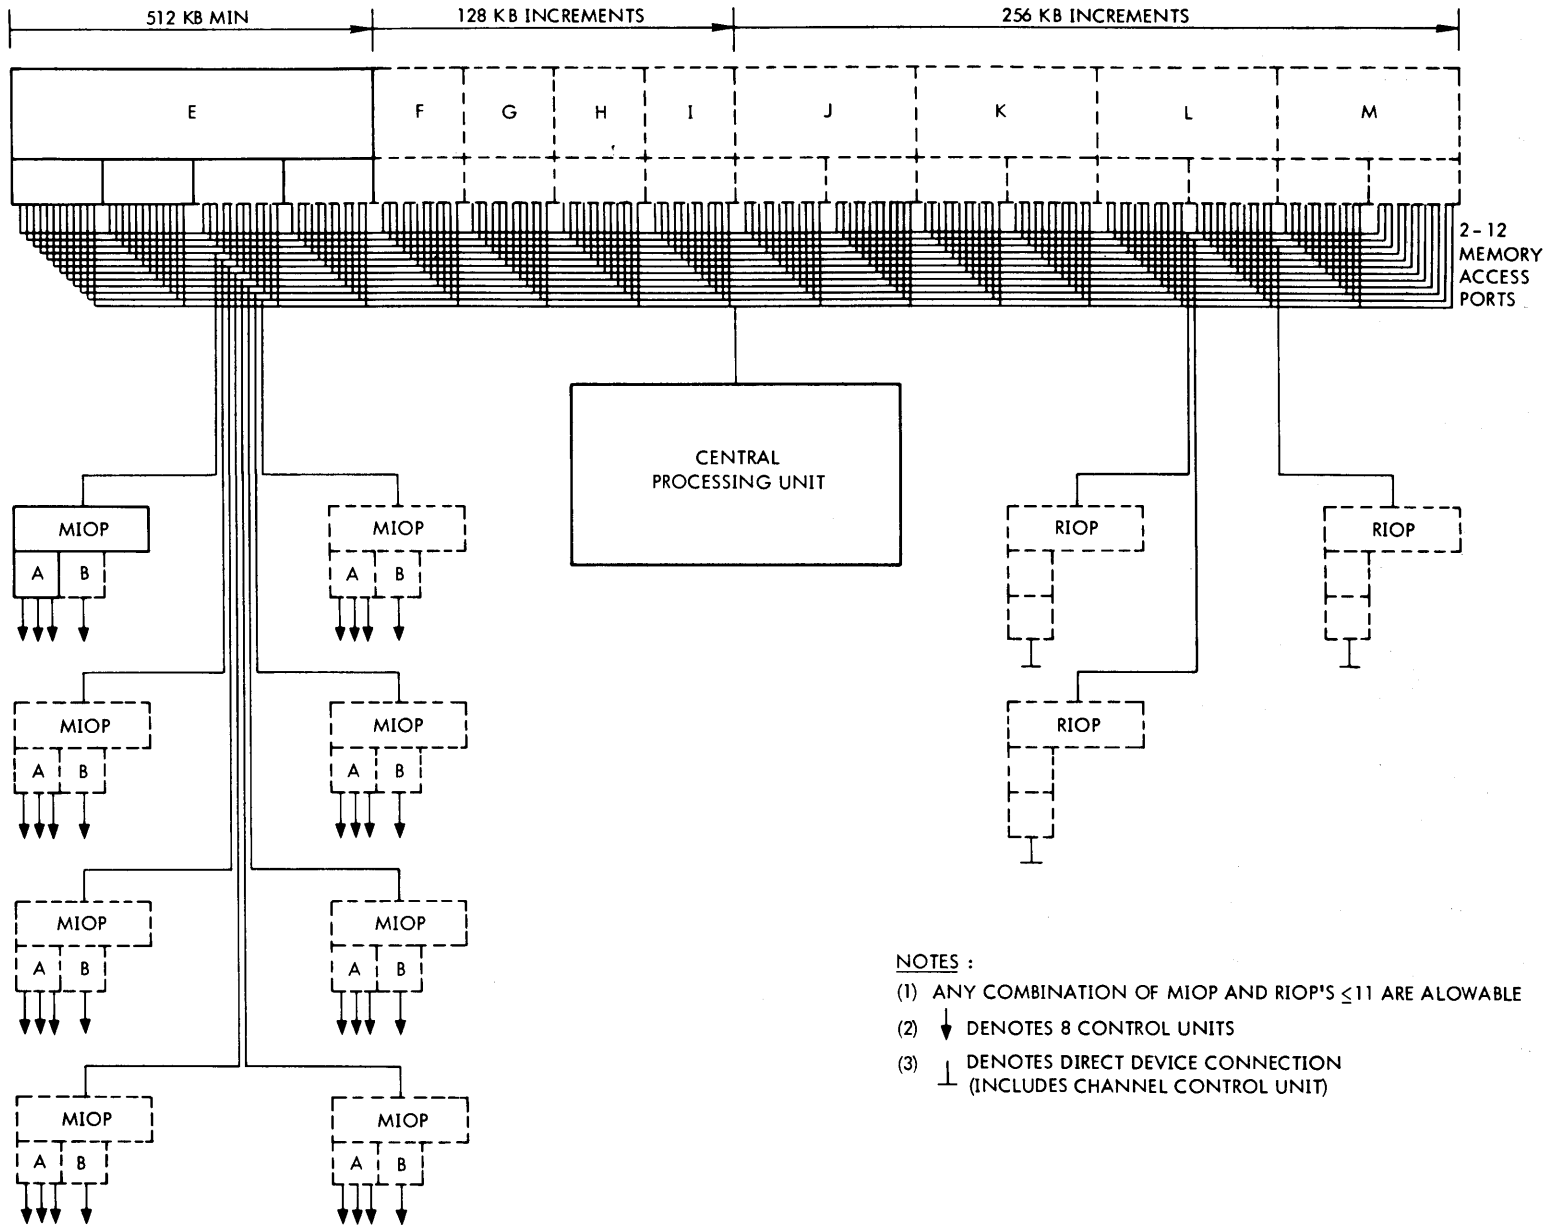 512 KB MIN
128 KB INCREMENTS
256 KB INCREMENTS
E
F
G
H
I
J
K
L
M
2-12
MEMORY
ACCESS
PORTS
CENTRAL
PROCESSING UNIT
MIOP
A
B
MIOP
A
B
RIOP
RIOP
MIOP
A
B
MIOP
A
B
RIOP
MIOP
A
B
MIOP
A
B
MIOP
A
B
MIOP
A
B
NOTES :
(1) ANY COMBINATION OF MIOP AND RIOP'S ≤11 ARE ALOWABLE
(2) ↓ DENOTES 8 CONTROL UNITS
(3) ⊥ DENOTES DIRECT DEVICE CONNECTION
(INCLUDES CHANNEL CONTROL UNIT)